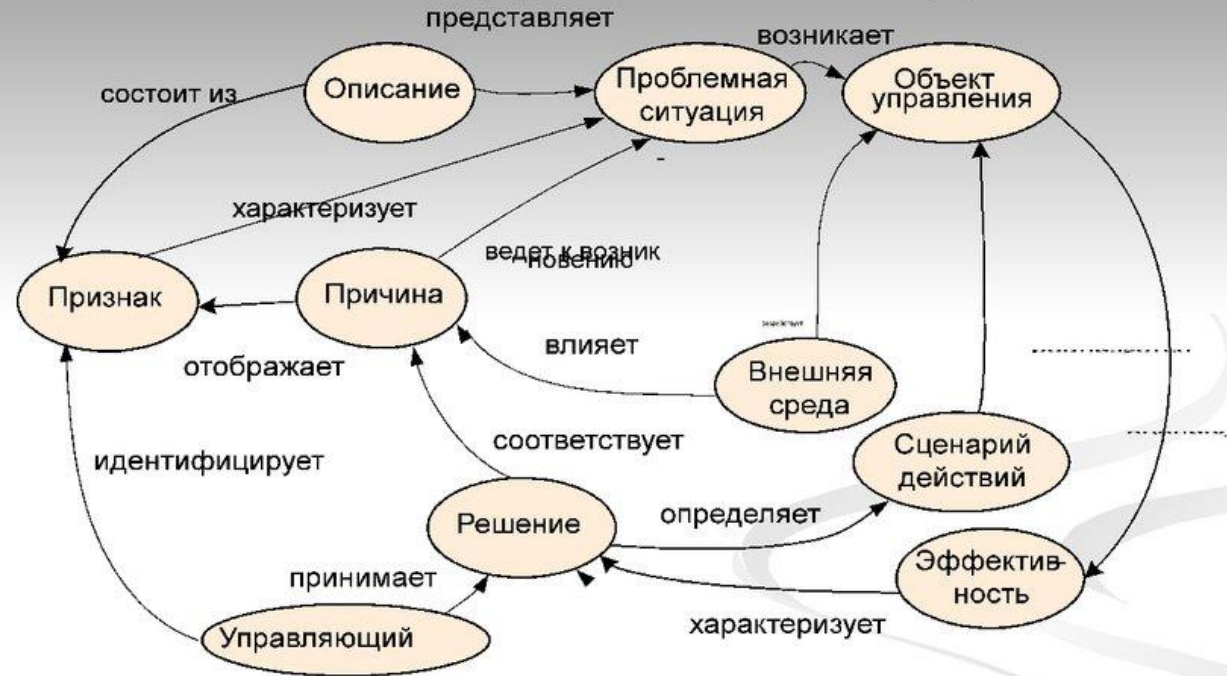 представляет
возникает
состоит из
Описание
Проблемная
ситуация
Объект
управления
характеризует
ведет к возник
новению
Признак
Причина
отображает
влияет
Внешняя
среда
соответствует
идентифицирует
Сценарий
действий
Решение
определяет
Эффектив-
ность
принимает
характеризует
Управляющий